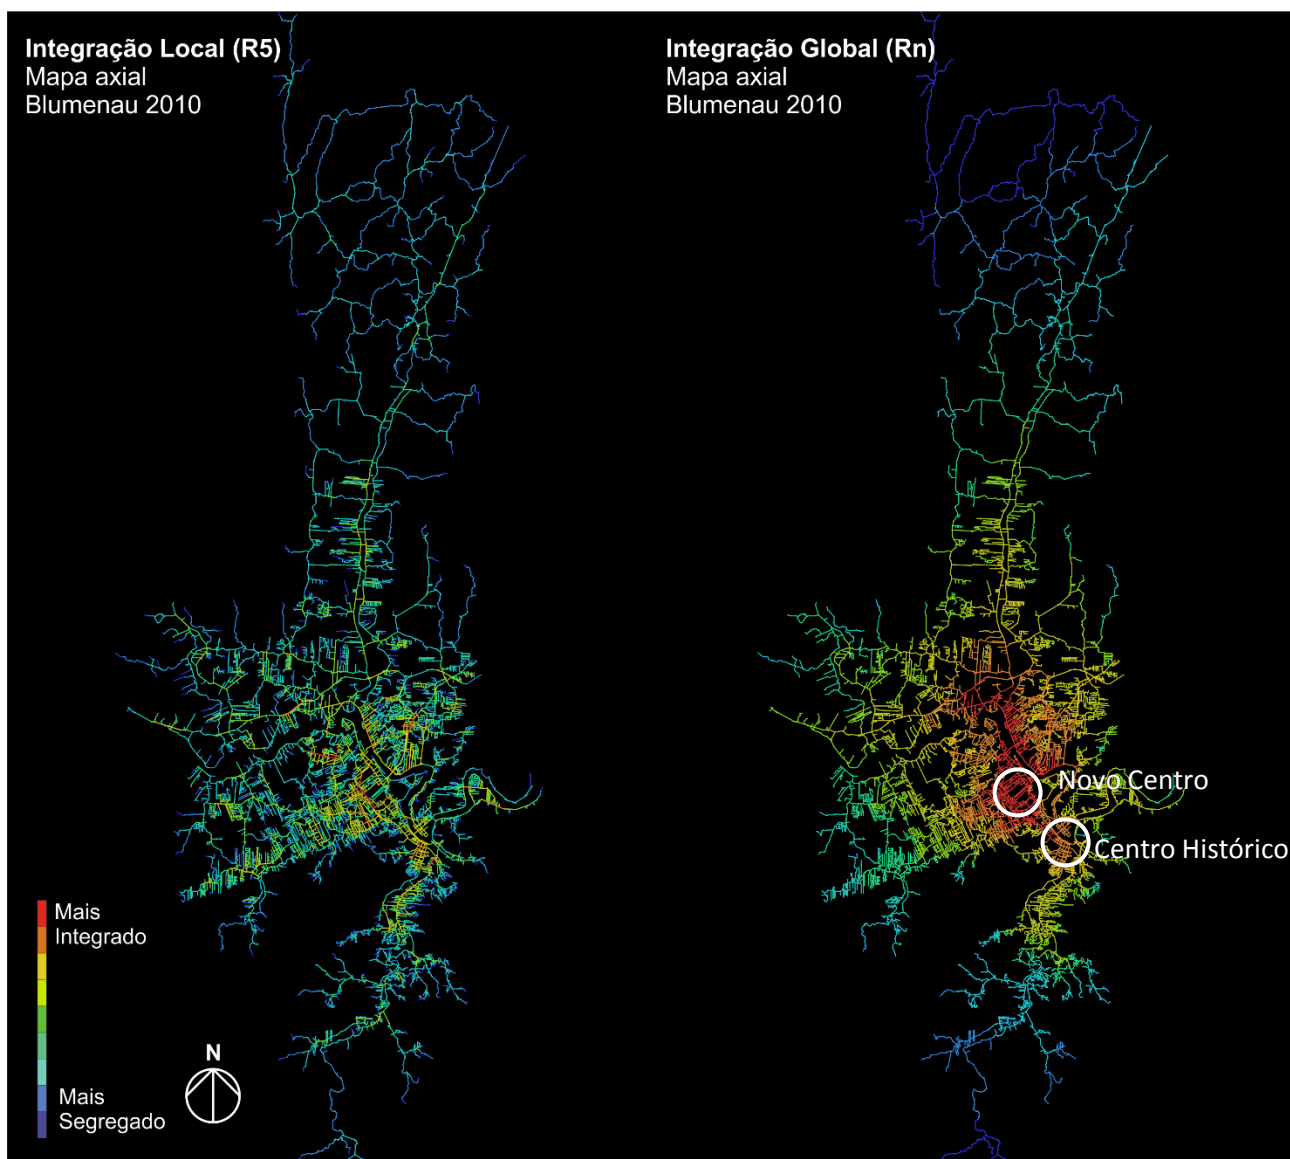 Integração Local (R5)
Mapa axial
Blumenau 2010
Integração Global (Rn)
Mapa axial
Blumenau 2010
Novo Centro
Centro Histórico
Mais
Integrado
Mais
Segregado
N